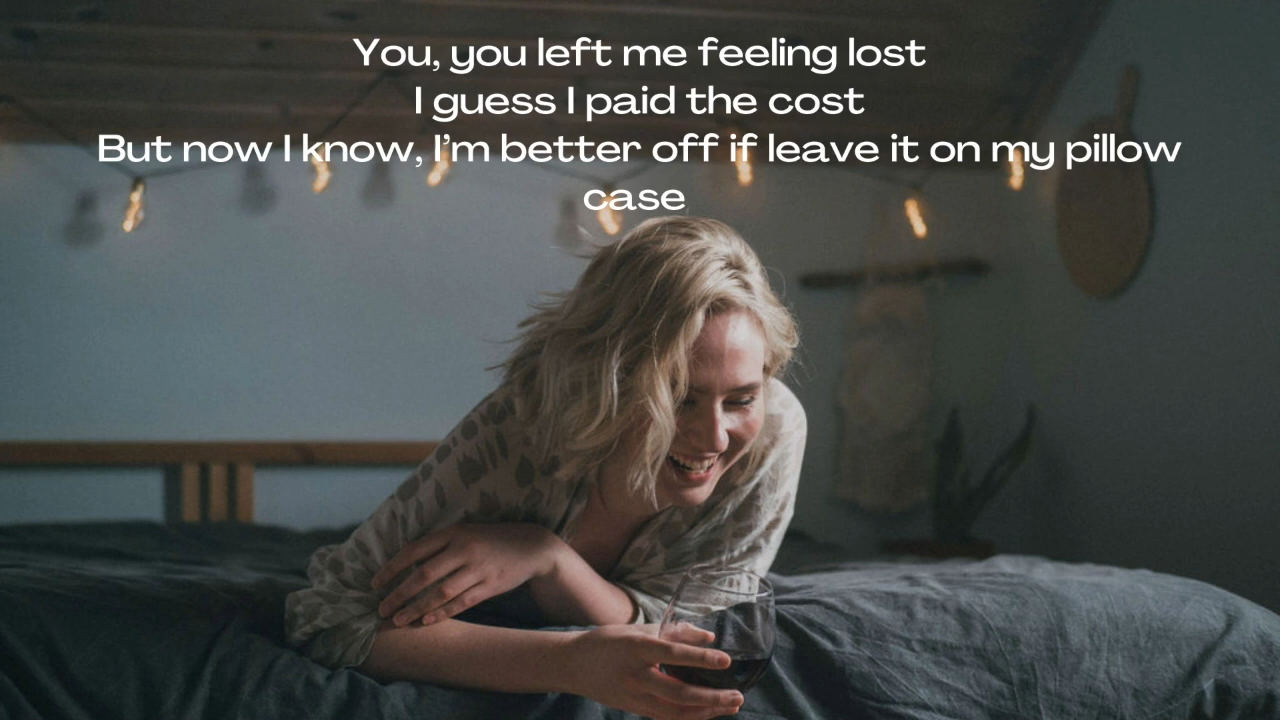 You, you left me feeling lost
I guess I paid the cost
But now I know, I'm better off if leave it on my pillow
case